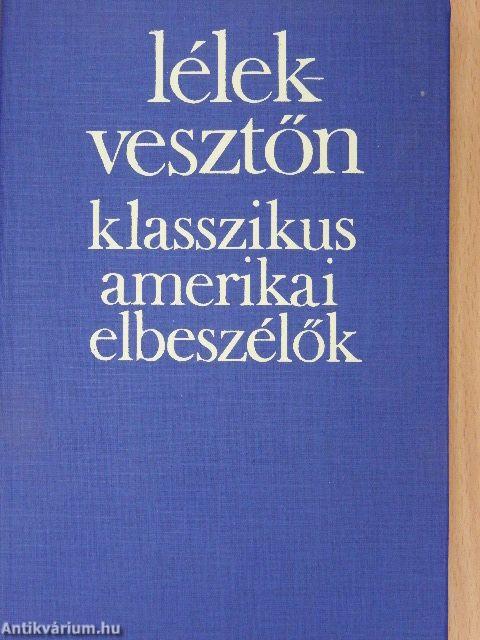 lélek-
vesztőn
klasszikus
amerikai
elbeszélők
Antikvárium.hu